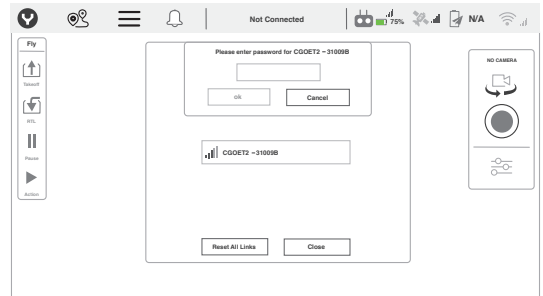 Not Connected
75%
N/A
Fly
Takeoff
RTL
Pause
Action
Please enter password for CGOET2 ~31009B
ok
Cancel
CGOET2 ~31009B
Reset All Links
Close
NO CAMERA